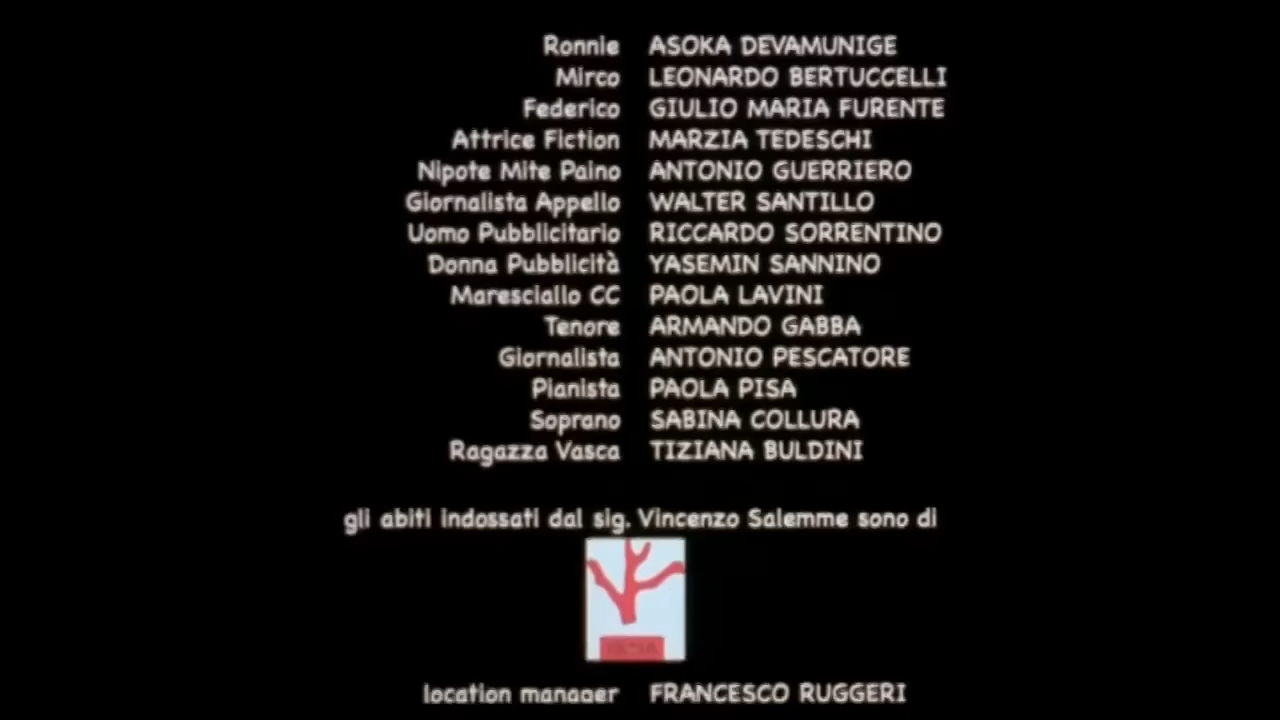 Ronnie ASOKA DEVAMUNIGE
Mirco LEONARDO BERTUCCELLI
Federico GIULIO MARIA FURENTE
Attrice Fiction MARZIA TEDESCHI
Nipote Mite Paino ANTONIO GUERRIERO
Giornalista Appello WALTER SANTILLO
Uomo Pubblicitario RICCARDO SORRENTINO
Donna Pubblicità YASEMIN SANNINO
Maresciallo CC PAOLA LAVINI
Tenore ARMANDO GABBA
Giornalista ANTONIO PESCATORE
Pianista PAOLA PISA
Soprano SABINA COLLURA
Ragazza Vasca TIZIANA BULDINI
gli abiti indossati dal sig. Vincenzo Salemme sono di
location manager FRANCESCO RUGGERI